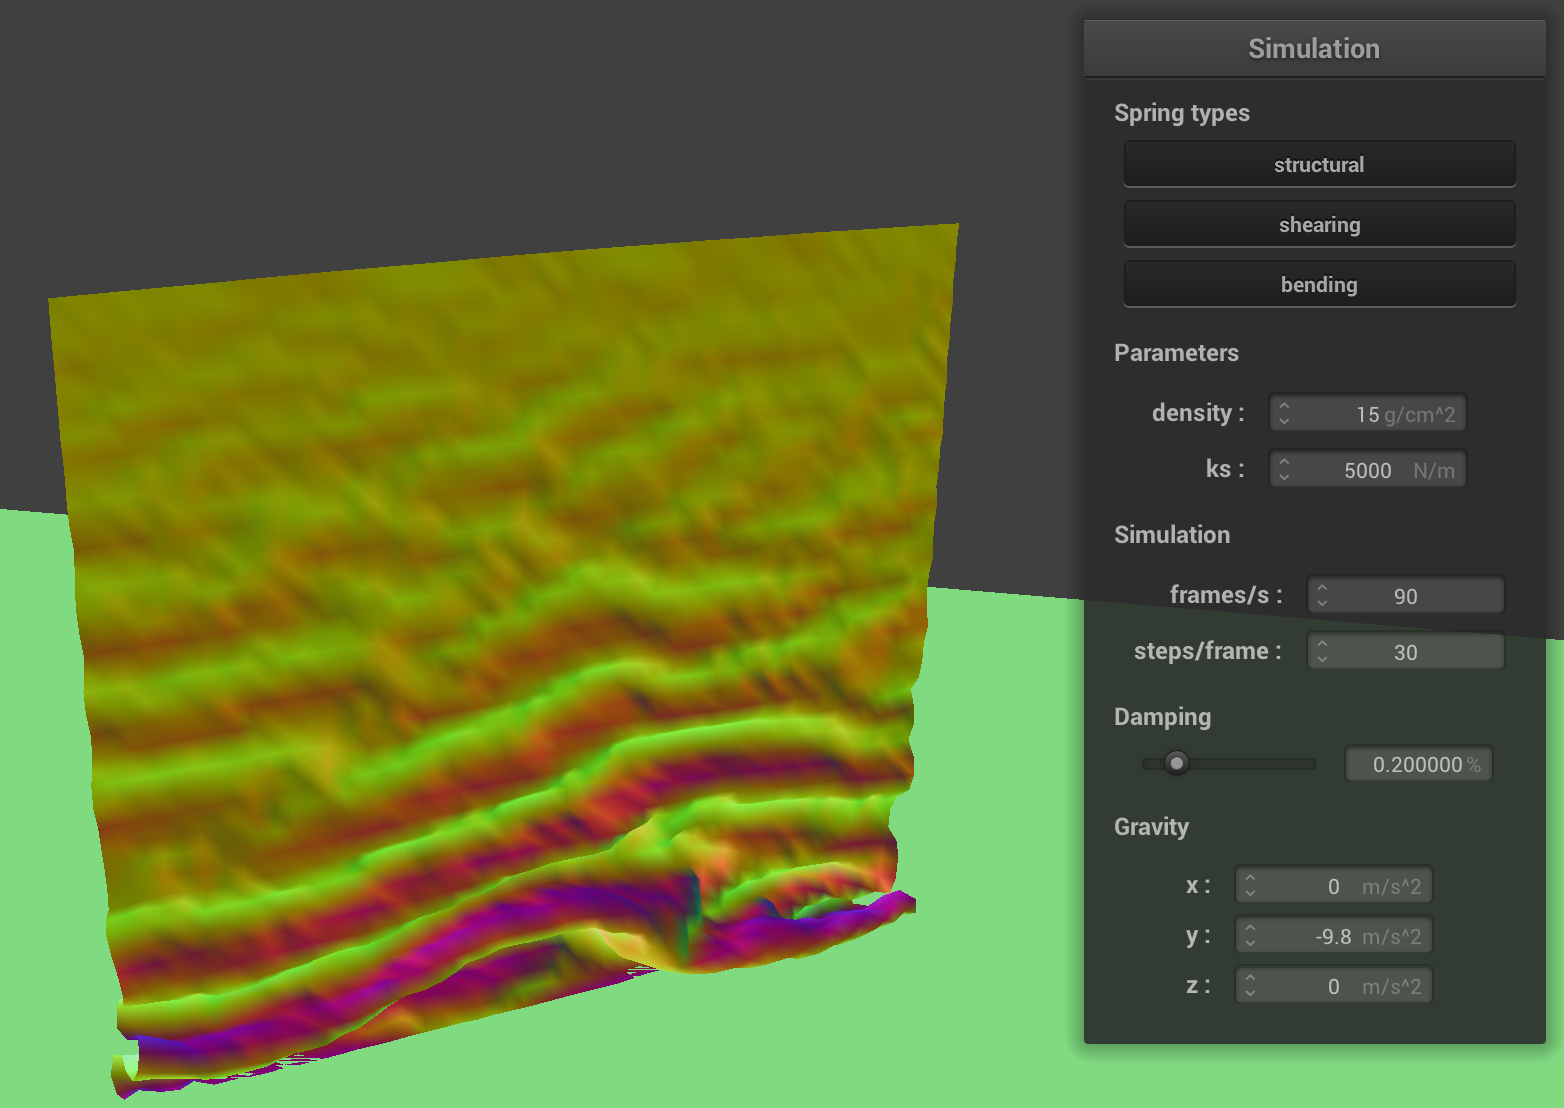 Simulation
Spring types
structural
shearing
bending
Parameters
density : 15 g/cm^2
ks : 5000 N/m
Simulation
frames/s : 90
steps/frame : 30
Damping
0.200000 %
Gravity
x : 0 m/s^2
y : -9.8 m/s^2
z : 0 m/s^2